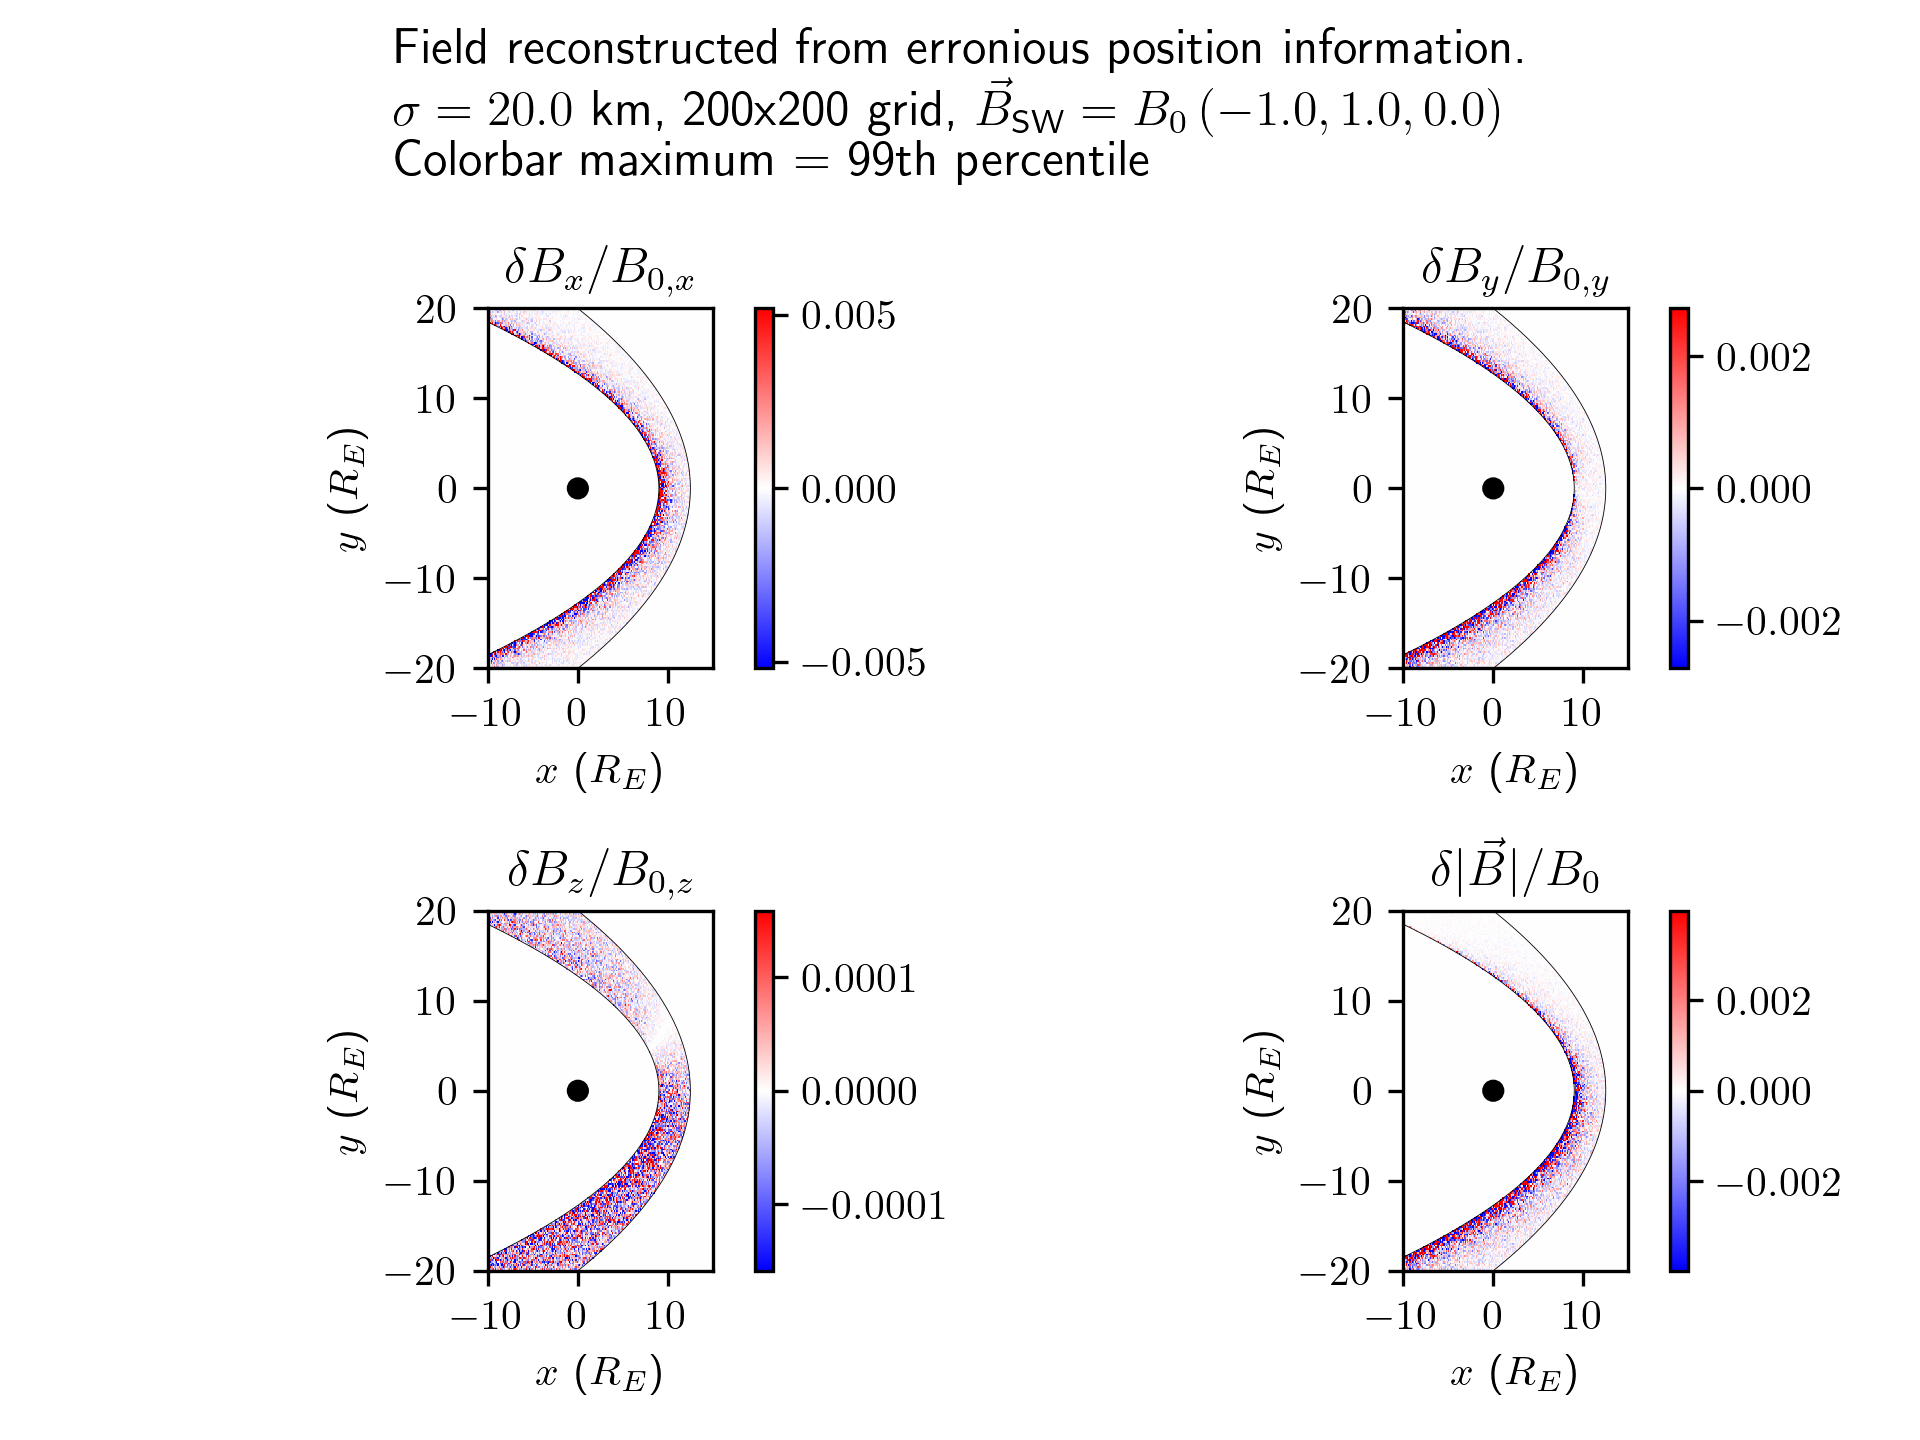 Field reconstructed from erronious position information.
σ = 20.0 km, 200x200 grid, B⃗_SW = B_0 (−1.0, 1.0, 0.0)
Colorbar maximum = 99th percentile
δB_x/B_{0,x}
20
10
0
−10
−20
y (R_E)
−10 0 10
x (R_E)
0.005
0.000
−0.005
δB_y/B_{0,y}
20
10
0
−10
−20
y (R_E)
−10 0 10
x (R_E)
0.002
0.000
−0.002
δB_z/B_{0,z}
20
10
0
−10
−20
y (R_E)
−10 0 10
x (R_E)
0.0001
0.0000
−0.0001
δ|B⃗|/B_0
20
10
0
−10
−20
y (R_E)
−10 0 10
x (R_E)
0.002
0.000
−0.002